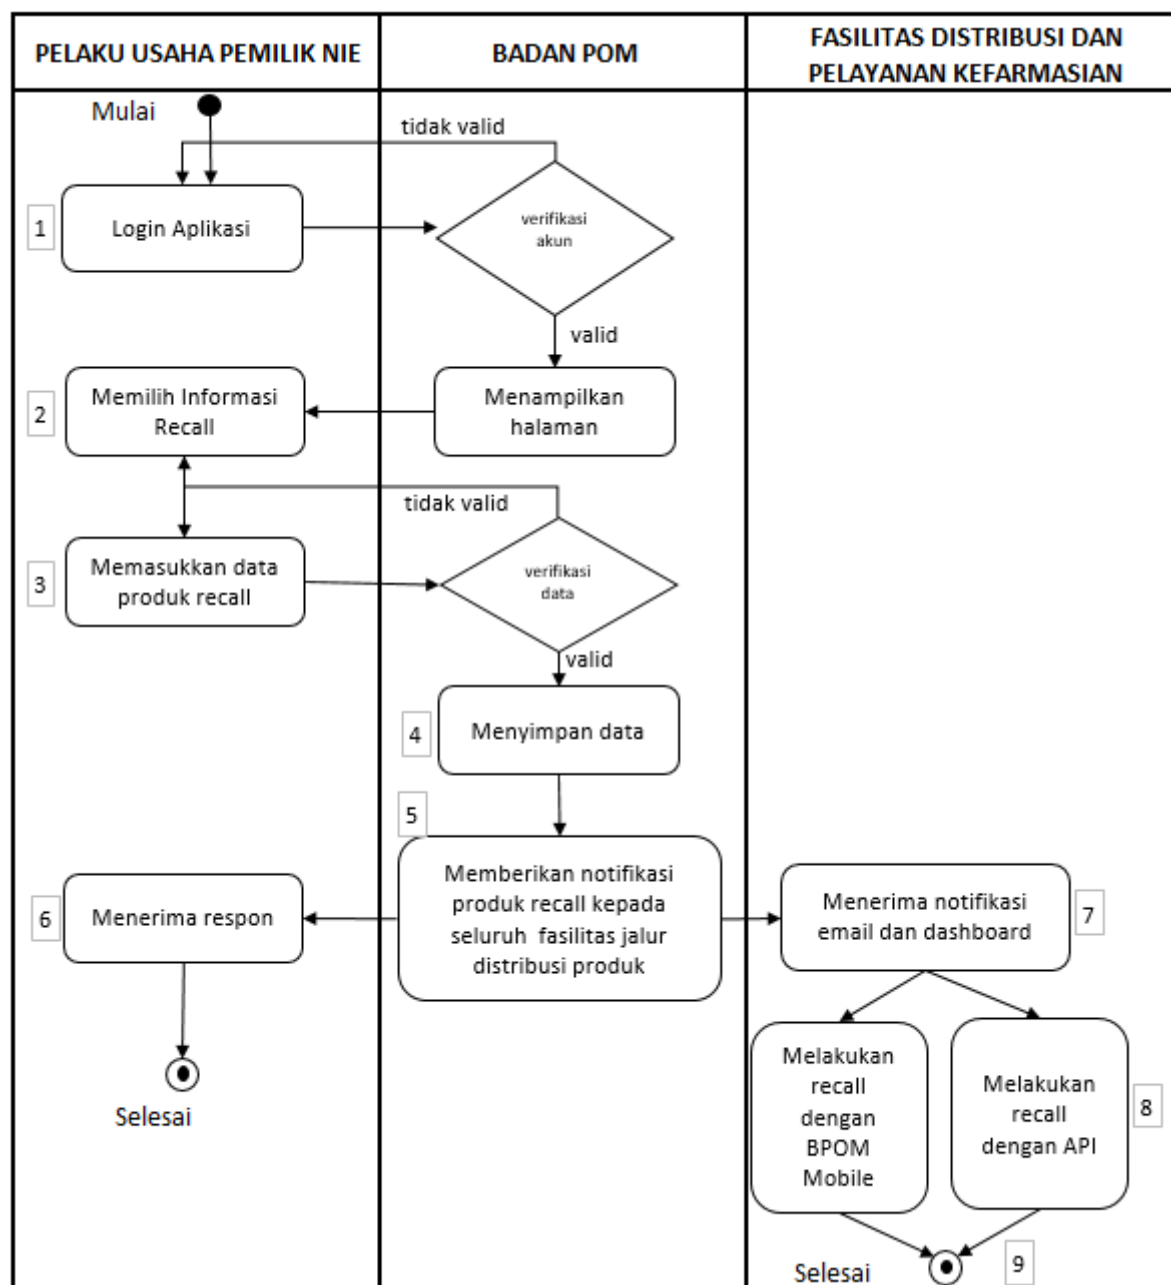 PELAKU USAHA PEMILIK NIE
BADAN POM
FASILITAS DISTRIBUSI DAN
PELAYANAN KEFARMASIAN
Mulai
tidak valid
1
Login Aplikasi
verifikasi
akun
valid
2
Memilih Informasi
Recall
Menampilkan
halaman
tidak valid
3
Memasukkan data
produk recall
verifikasi
data
valid
4
Menyimpan data
5
Memberikan notifikasi
produk recall kepada
seluruh fasilitas jalur
distribusi produk
6
Menerima respon
Menerima notifikasi
email dan dashboard
7
Selesai
Melakukan
recall
dengan
BPOM
Mobile
Melakukan
recall
dengan API
8
Selesai
9